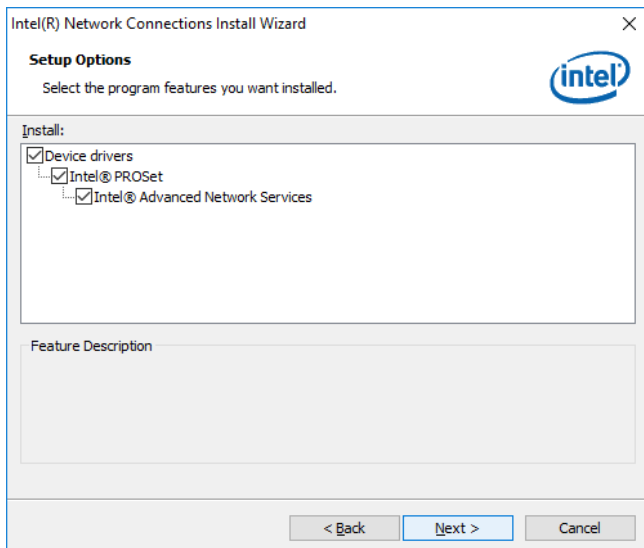 Intel(R) Network Connections Install Wizard
Setup Options
Select the program features you want installed.
intel
Install:
Device drivers
Intel® PROSet
Intel® Advanced Network Services
Feature Description
< Back
Next >
Cancel